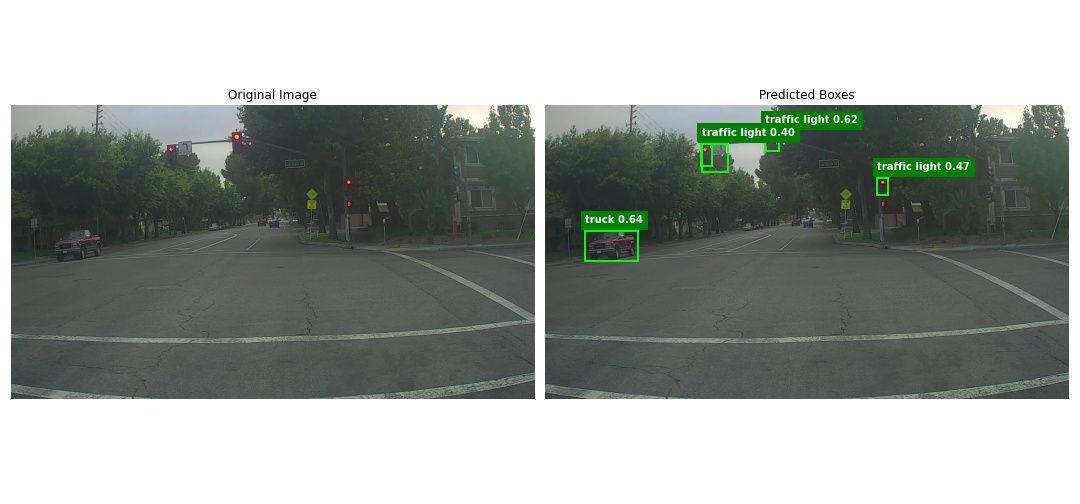 Original Image
Predicted Boxes
traffic light 0.62
traffic light 0.40
traffic light 0.47
truck 0.64